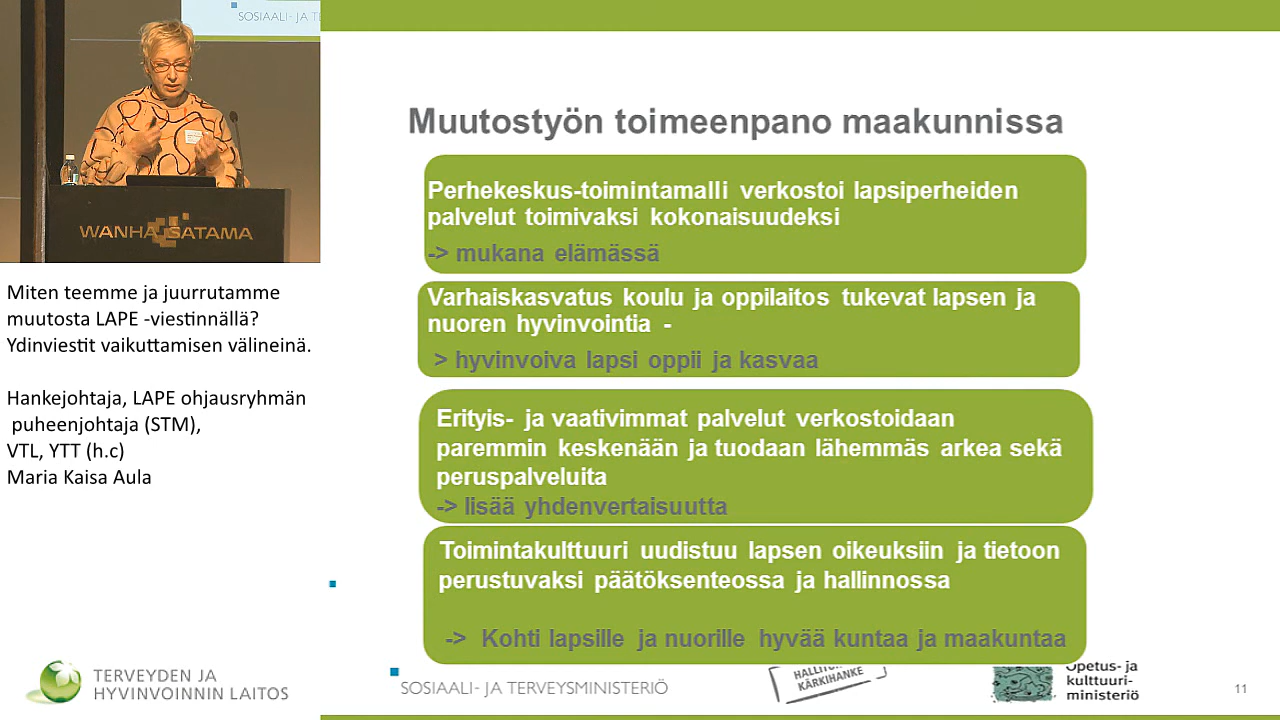 SOSIAALI- JA TE
WANHA SATAMA
Miten teemme ja juurrutamme
muutosta LAPE -viestinnällä?
Ydinviestit vaikuttamisen välineinä.
Hankejohtaja, LAPE ohjausryhmän
puheenjohtaja (STM),
VTL, YTT (h.c)
Maria Kaisa Aula
TERVEYDEN JA
HYVINVOINNIN LAITOS
Muutostyön toimeenpano maakunnissa
Perhekeskus-toimintamalli verkostoi lapsiperheiden
palvelut toimivaksi kokonaisuudeksi
-> mukana elämässä
Varhaiskasvatus koulu ja oppilaitos tukevat lapsen ja
nuoren hyvinvointia -
> hyvinvoiva lapsi oppii ja kasvaa
Erityis- ja vaativimmat palvelut verkostoidaan
paremmin keskenään ja tuodaan lähemmäs arkea sekä
peruspalveluita
-> lisää yhdenvertaisuutta
Toimintakulttuuri uudistuu lapsen oikeuksiin ja tietoon
perustuvaksi päätöksenteossa ja hallinnossa
-> Kohti lapsille ja nuorille hyvää kuntaa ja maakuntaa
SOSIAALI- JA TERVEYSMINISTERIÖ
KÄRKIHANKE
Opetus- ja
kulttuuri-
ministeriö
11